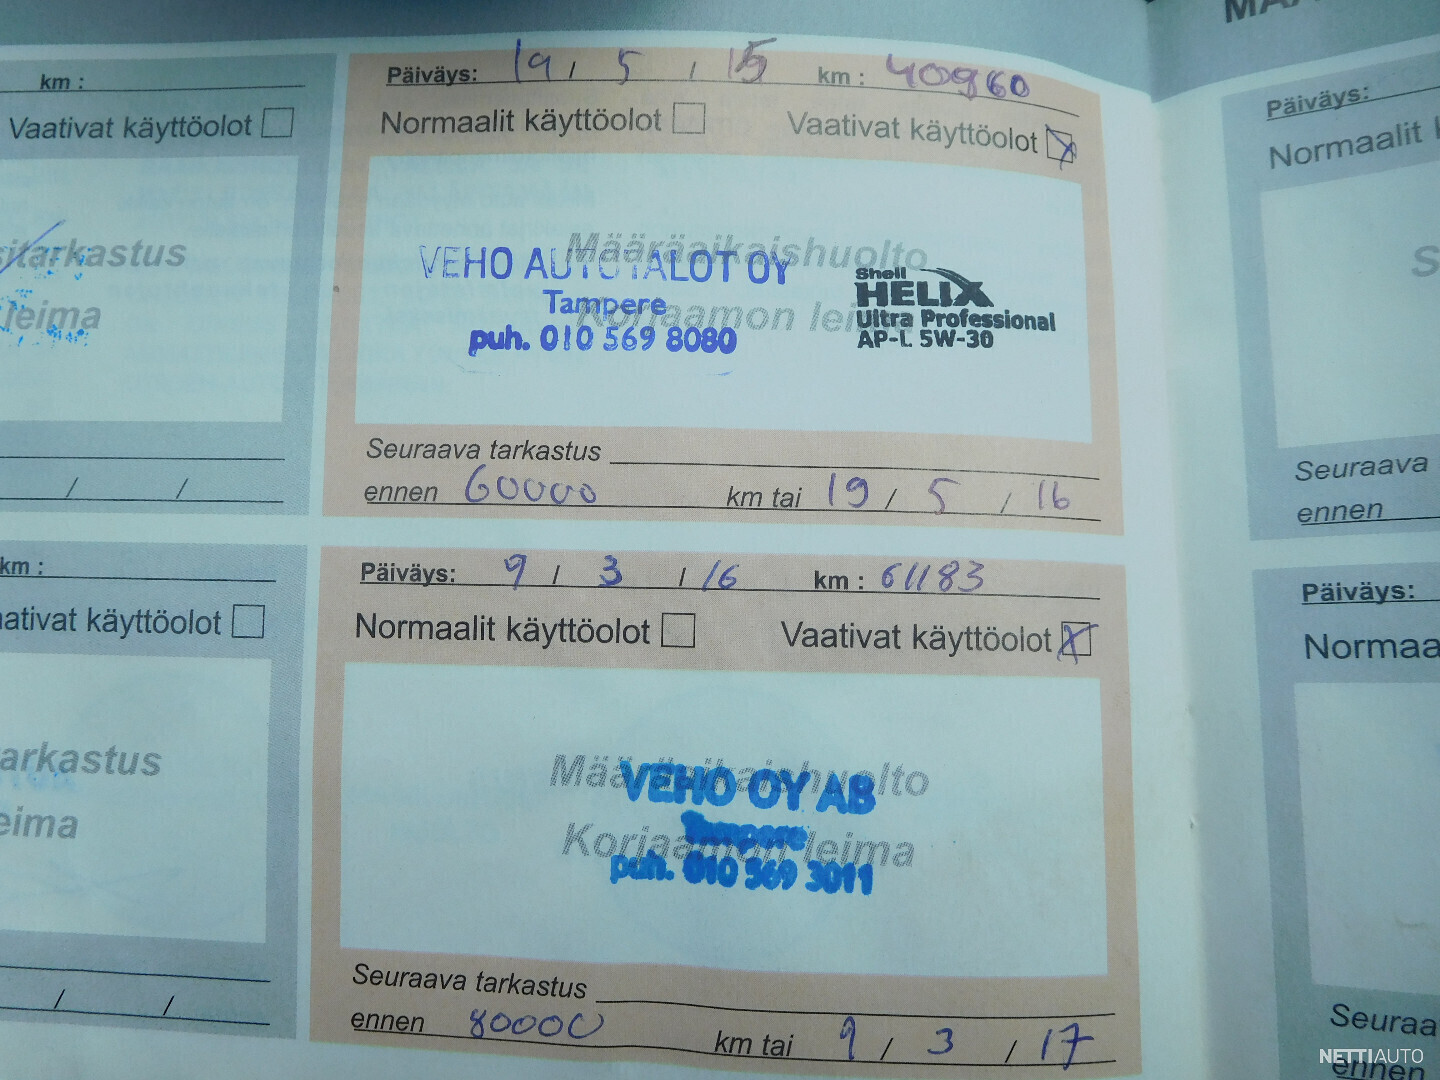 km :
Vaativat käyttöolot
sitarkastus
leima
/ /
km :
ativat käyttöolot
arkastus
eima
/ /
Päiväys: 19 / 5 / 15 km : 40960
Normaalit käyttöolot Vaativat käyttöolot X
Määräaikaishuolto
Korjaamon leima
VEHO AUTOTALOT OY
Tampere
puh. 010 569 8080
Shell
HELIX
Ultra Professional
AP-L 5W-30
Seuraava tarkastus
ennen 60000 km tai 19 / 5 / 16
Päiväys: 9 / 3 / 16 km : 61183
Normaalit käyttöolot Vaativat käyttöolot X
Määräaikaishuolto
Korjaamon leima
VEHO OY AB
Tampere
puh. 010 569 3011
Seuraava tarkastus
ennen 80000 km tai 9 / 3 / 17
Päiväys:
Normaalit
S
Seuraava
ennen
Päiväys:
Normaa
Seuraa
ennen
NETTIAUTO